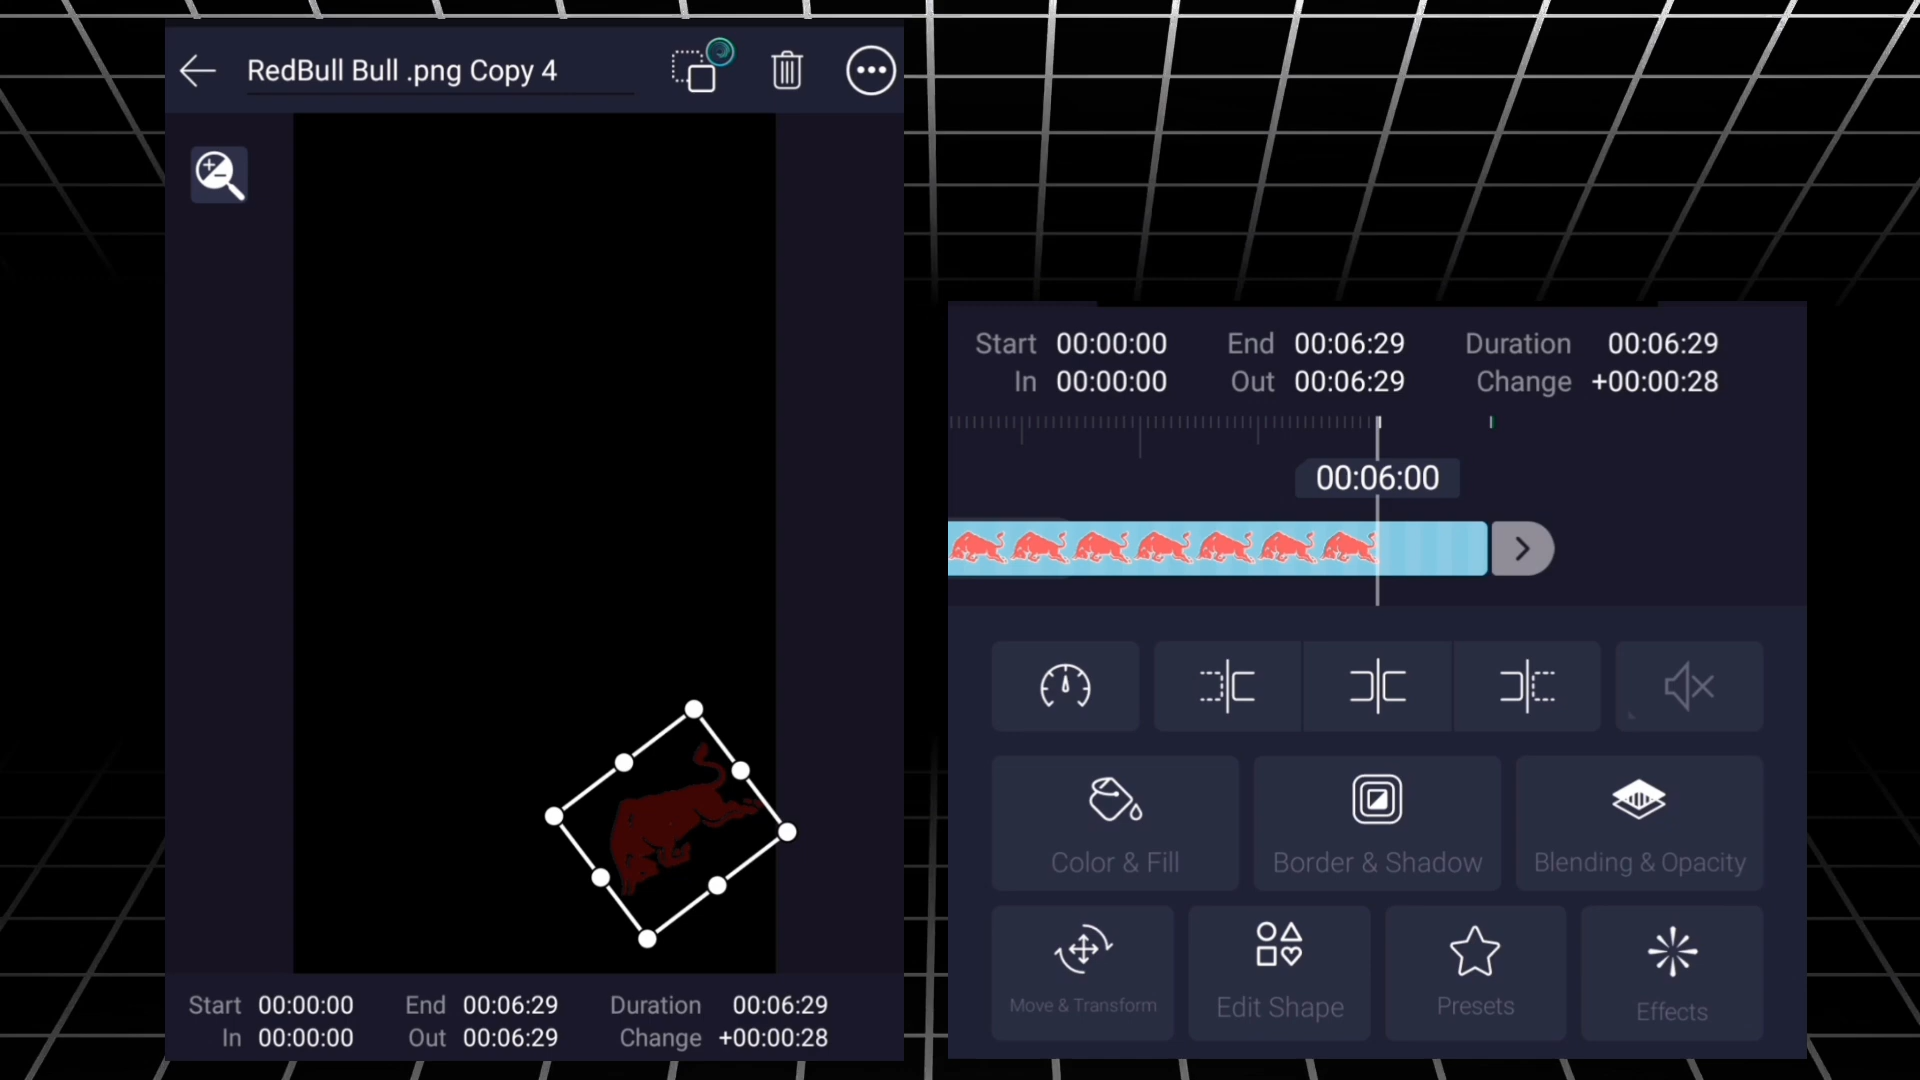 RedBull Bull .png Copy 4
Start 00:00:00 End 00:06:29 Duration 00:06:29
In 00:00:00 Out 00:06:29 Change +00:00:28
Start 00:00:00 End 00:06:29 Duration 00:06:29
In 00:00:00 Out 00:06:29 Change +00:00:28
00:06:00
Color & Fill Border & Shadow Blending & Opacity
Move & Transform Edit Shape Presets Effects